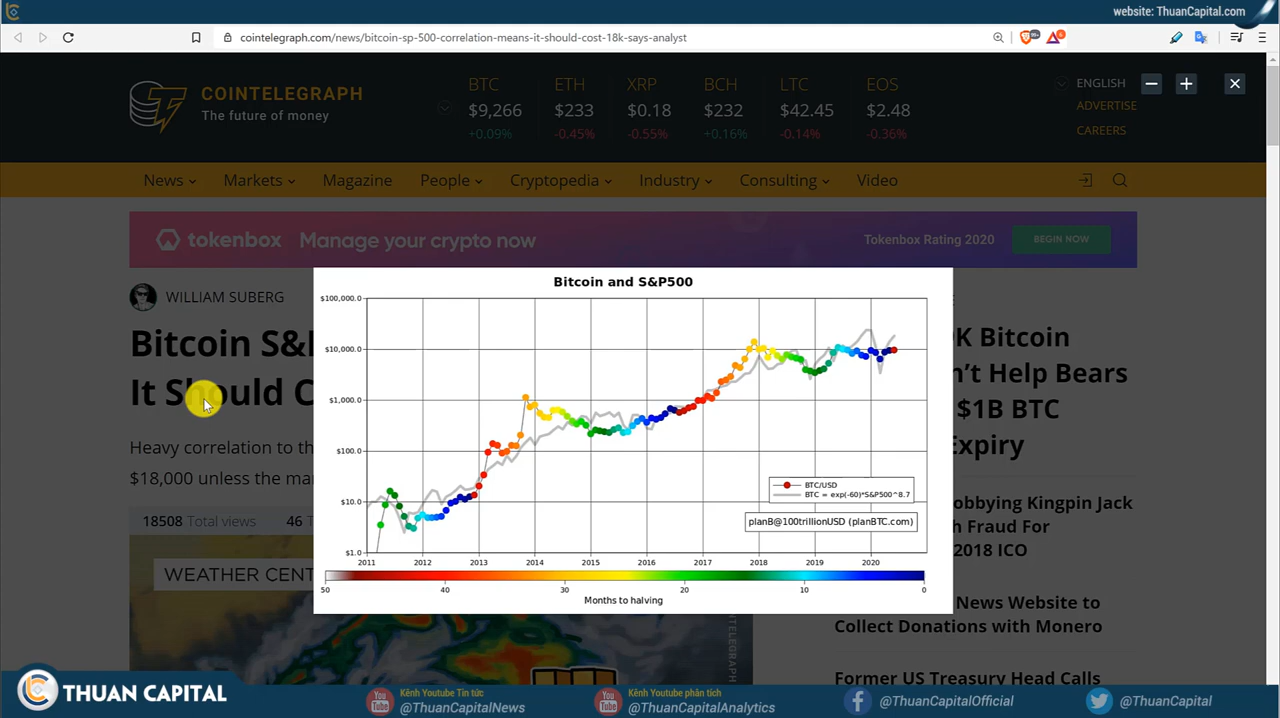 website: ThuanCapital.com
cointelegraph.com/news/bitcoin-sp-500-correlation-means-it-should-cost-18k-says-analyst
COINTELEGRAPH
The future of money
BTC ETH XRP BCH LTC EOS
$9,266 $233 $0.18 $232 $42.45 $2.48
+0.09% -0.45% -0.55% +0.16% -0.14% -0.36%
ENGLISH
ADVERTISE
CAREERS
News Markets Magazine People Cryptopedia Industry Consulting Video
tokenbox Manage your crypto now Tokenbox Rating 2020 BEGIN NOW
WILLIAM SUBERG
Bitcoin S&
It Should
Heavy correlation to th
$18,000 unless the ma
18508 Total views 46
WEATHER CENT
Bitcoin and S&P500
$100,000.0
$10,000.0
$1,000.0
$100.0
$10.0
$1.0
2011 2012 2013 2014 2015 2016 2017 2018 2019 2020
BTC/USD
BTC = exp(-60)*S&P500^8.7
planB@100trillionUSD (planBTC.com)
50 40 30 20 10 0
Months to halving
Bitcoin
Help Bears
$1B BTC
xpiry
obbying Kingpin Jack
Fraud For
2018 ICO
News Website to
Collect Donations with Monero
Former US Treasury Head Calls
NTELEGRAPH
THUAN CAPITAL
Kênh Youtube Tin tức
@ThuanCapitalNews
Kênh Youtube phân tích
@ThuanCapitalAnalytics
@ThuanCapitalOfficial
@ThuanCapital